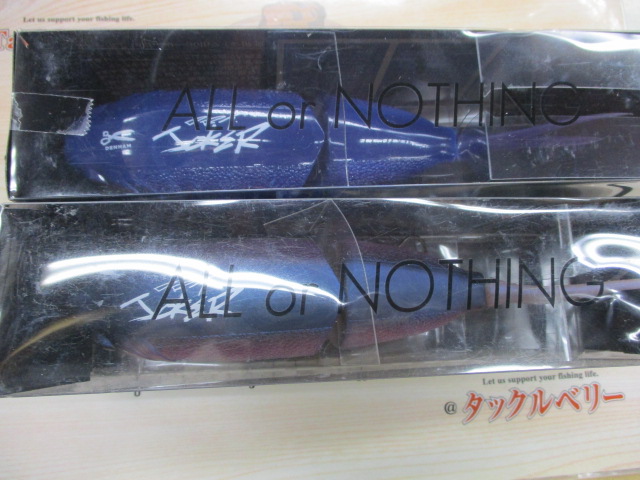 Let us support your fishing life.
ALL or NOTHING
DENHAM
ALL or NOTHING
Let us support your fishing life.
@タックルベリー